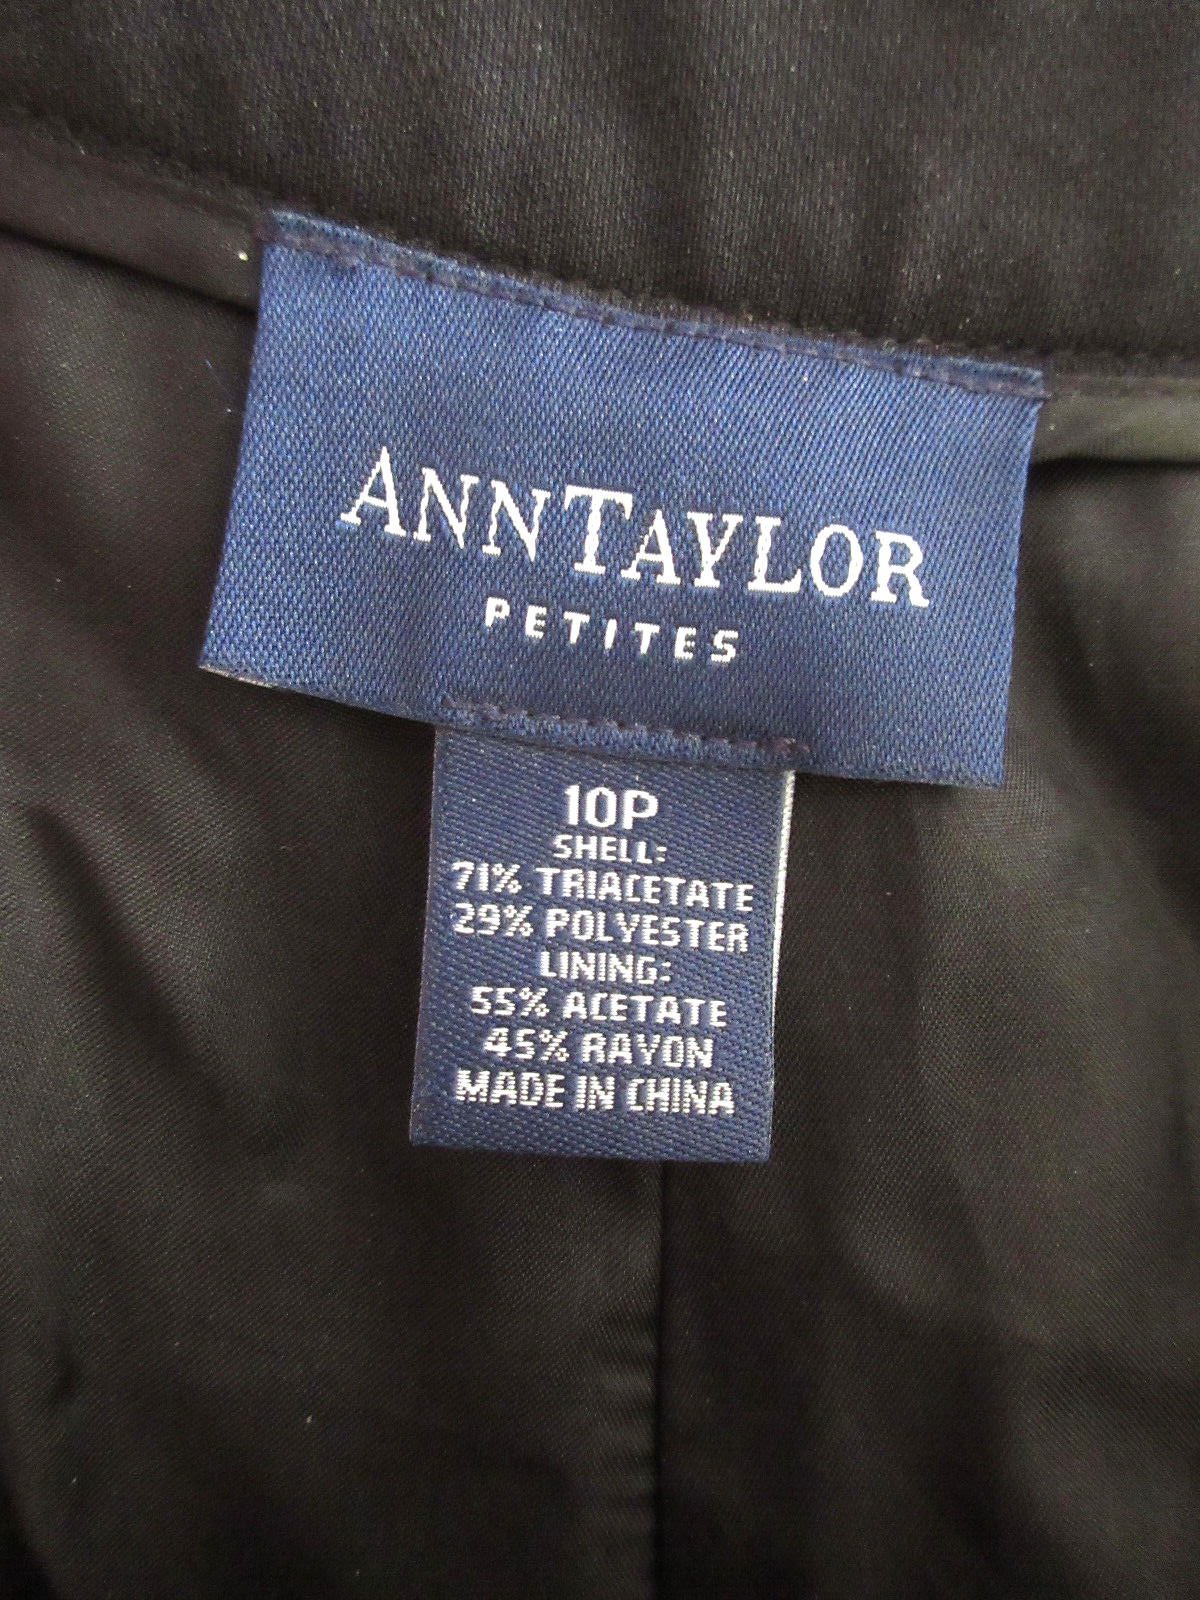 ANNTAYLOR
PETITES
10P
SHELL:
71% TRIACETATE
29% POLYESTER
LINING:
55% ACETATE
45% RAYON
MADE IN CHINA